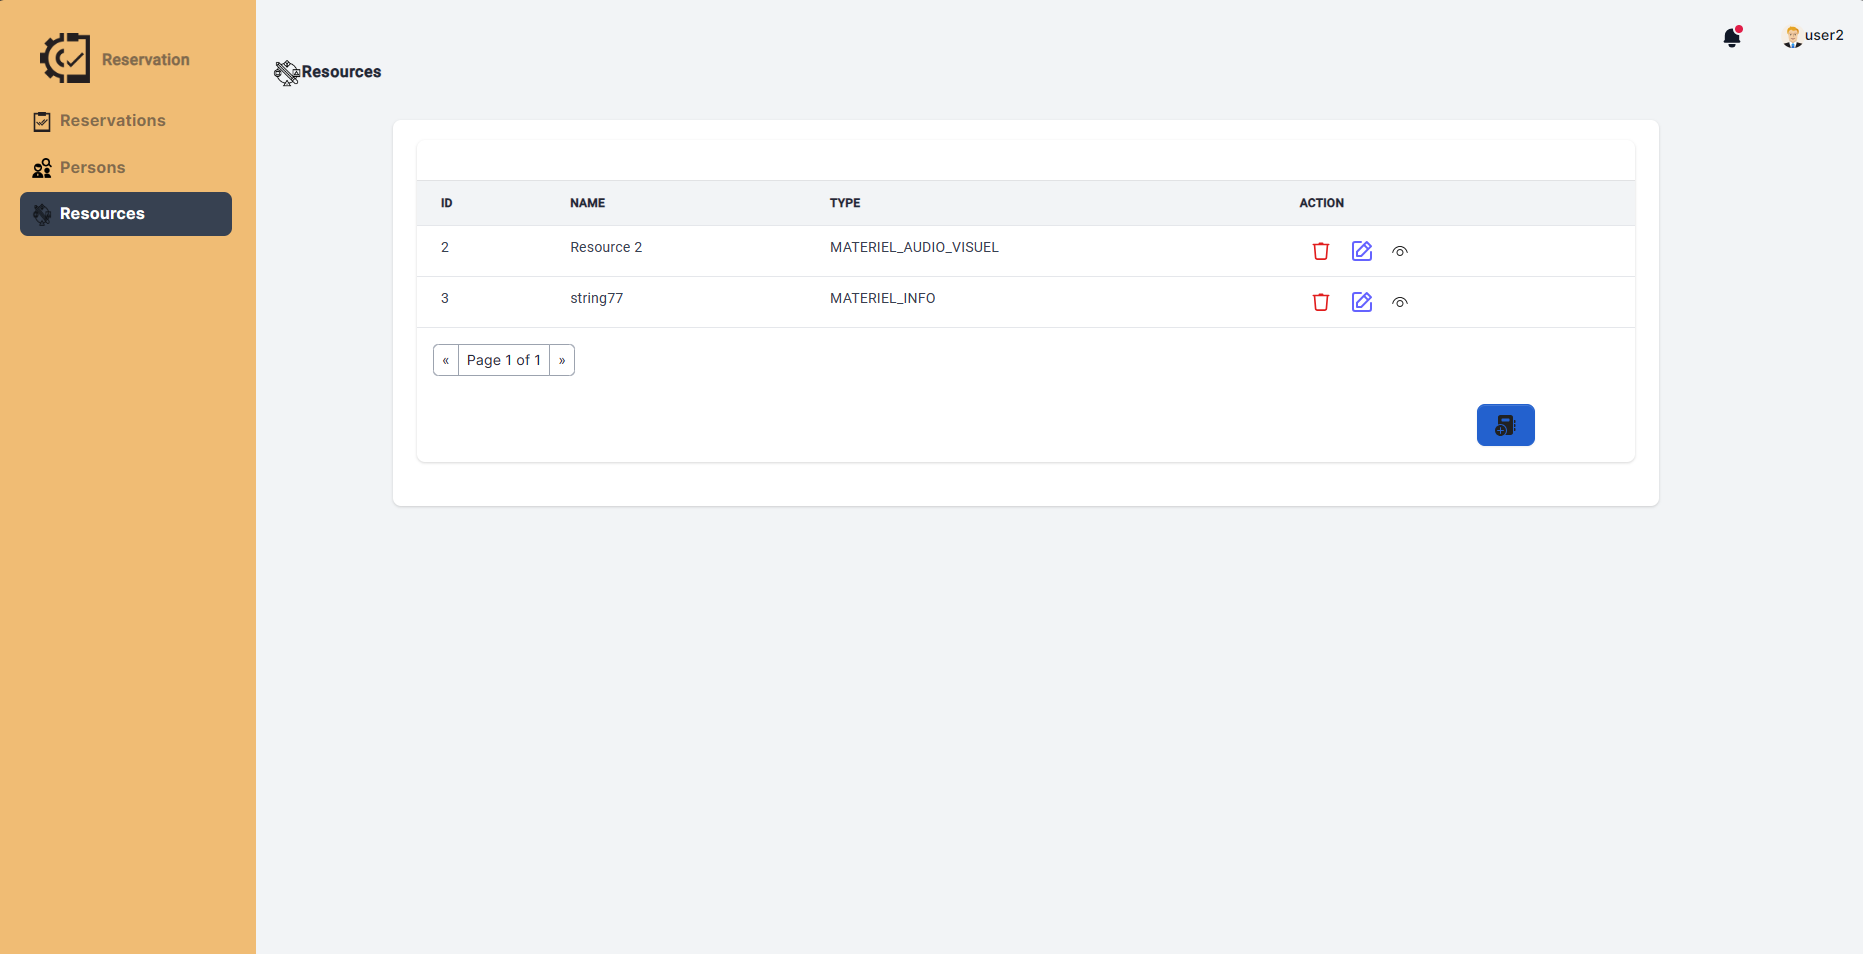 Reservation
Reservations
Persons
Resources
user2
Resources
ID NAME TYPE ACTION
2 Resource 2 MATERIEL_AUDIO_VISUEL
3 string77 MATERIEL_INFO
« Page 1 of 1 »